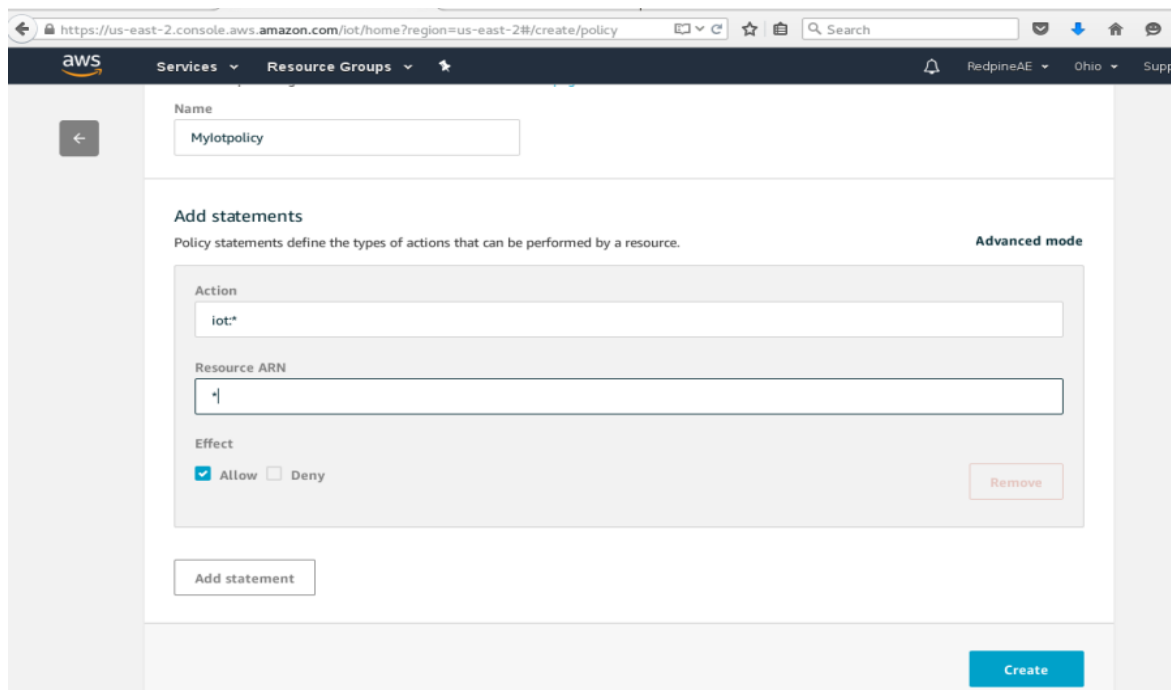 https://us-east-2.console.aws.amazon.com/iot/home?region=us-east-2#/create/policy Search
aws Services Resource Groups RedpineAE Ohio Supp
Name
MyIotpolicy
Add statements
Policy statements define the types of actions that can be performed by a resource. Advanced mode
Action
iot:*
Resource ARN
*
Effect
Allow Deny
Remove
Add statement
Create